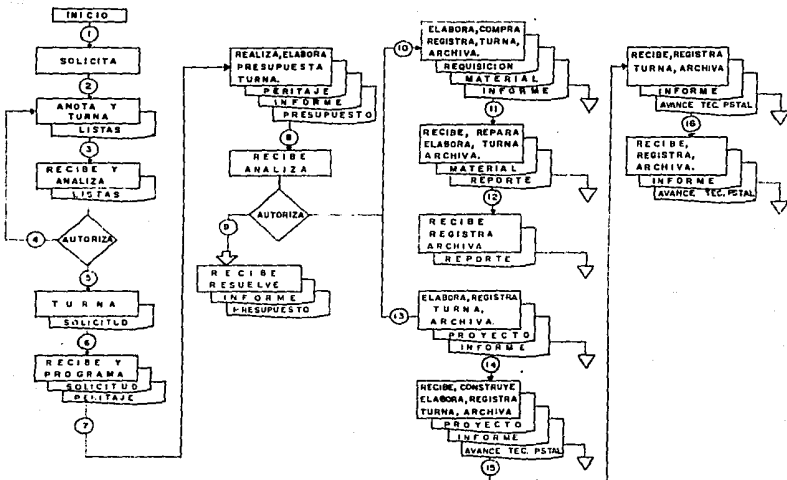 INICIO
1
SOLICITA
2
ANOTA Y
TURNA
LISTAS
3
RECIBE Y
ANALIZA
LISTAS
4
AUTORIZA
5
TURNA
SOLICITUD
6
RECIBE Y
PROGRAMA
SOLICITUD
PERITAJE
7
REALIZA, ELABORA
PRESUPUESTA
TURNA.
PERITAJE
INFORME
PRESUPUESTO
8
RECIBE
ANALIZA
AUTORIZA
9
RECIBE
RESUELVE
INFORME
PRESUPUESTO
10
ELABORA, COMPRA
REGISTRA, TURNA,
ARCHIVA.
REQUISICION
MATERIAL
INFORME
11
RECIBE, REPARA
ELABORA, TURNA
ARCHIVA.
MATERIAL
REPORTE
12
RECIBE
REGISTRA
ARCHIVA
REPORTE
13
ELABORA, REGISTRA
TURNA,
ARCHIVA.
PROYECTO
INFORME
14
RECIBE, CONSTRUYE
ELABORA, REGISTRA
TURNA, ARCHIVA
PROYECTO
INFORME
AVANCE TEC. PSTAL
15
RECIBE, REGISTRA
TURNA, ARCHIVA
INFORME
AVANCE TEC. PSTAL
16
RECIBE,
REGISTRA,
ARCHIVA.
INFORME
AVANCE TEC. PSTAL